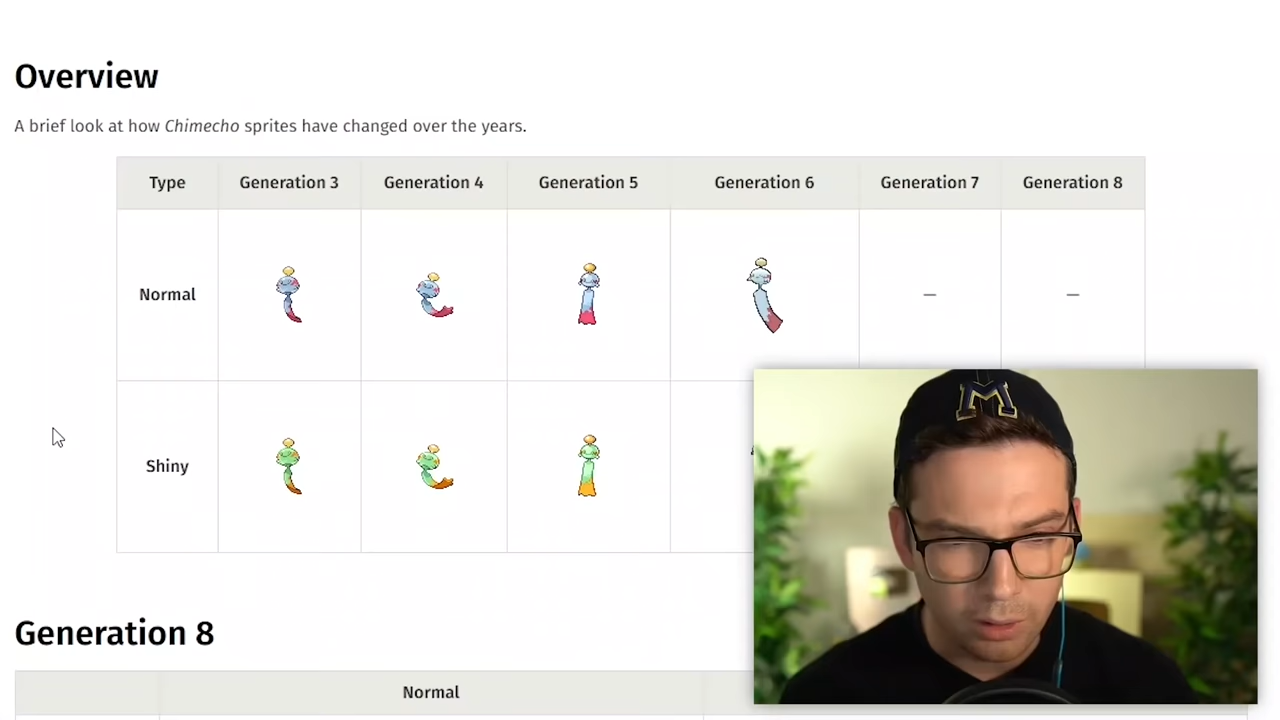 Overview
A brief look at how Chimecho sprites have changed over the years.
Type Generation 3 Generation 4 Generation 5 Generation 6 Generation 7 Generation 8
Normal – –
Shiny
M
Generation 8
Normal